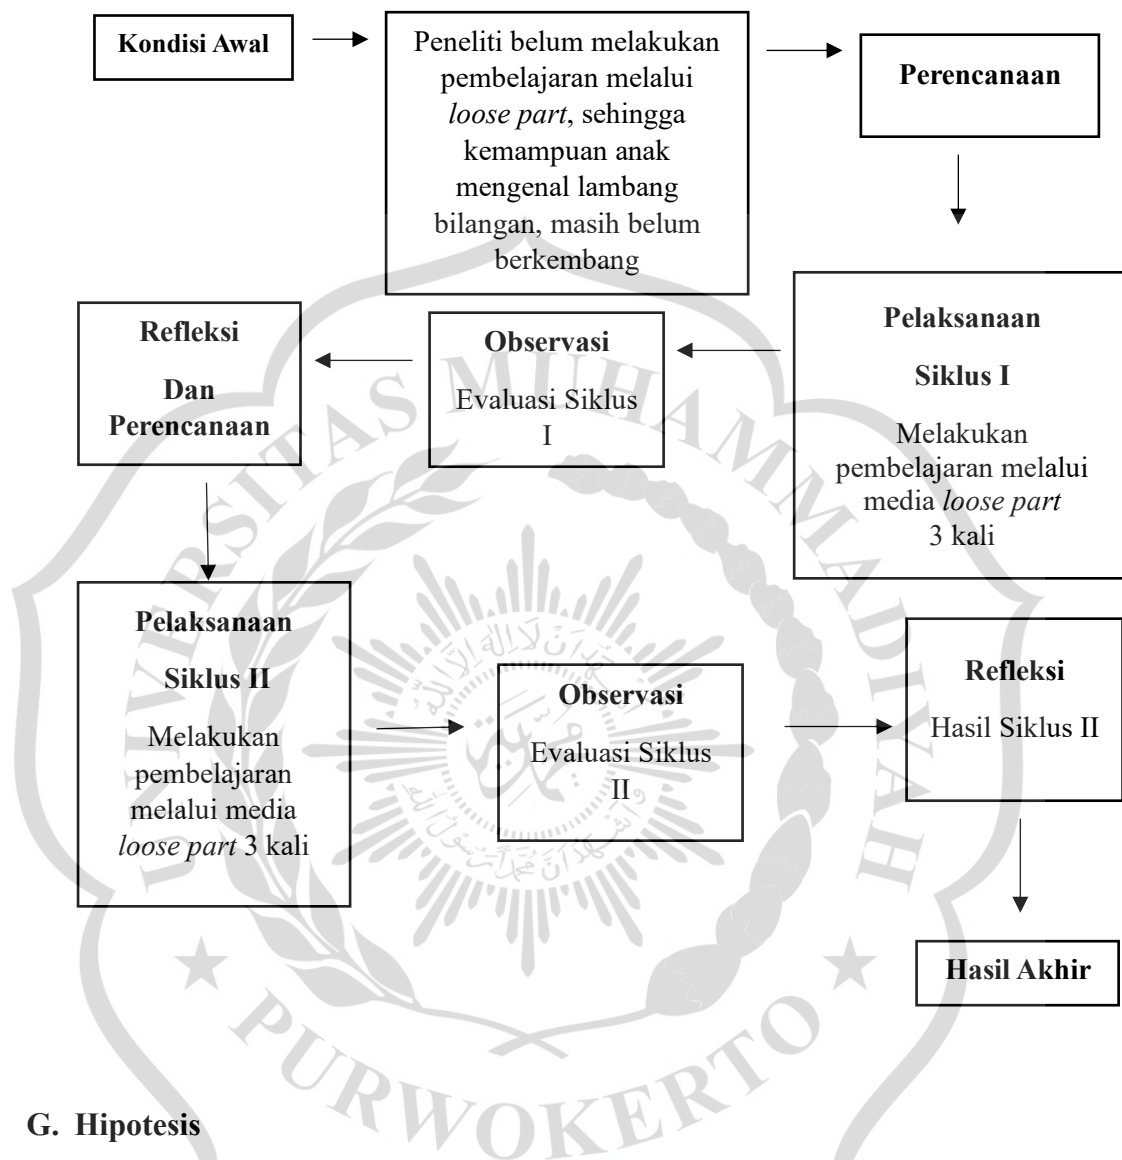 Kondisi Awal
Peneliti belum melakukan
pembelajaran melalui
loose part, sehingga
kemampuan anak
mengenal lambang
bilangan, masih belum
berkembang
Perencanaan
Pelaksanaan
Siklus I
Melakukan
pembelajaran melalui
media loose part
3 kali
Observasi
Evaluasi Siklus
I
Refleksi
Dan
Perencanaan
Pelaksanaan
Siklus II
Melakukan
pembelajaran
melalui media
loose part 3 kali
Observasi
Evaluasi Siklus
II
Refleksi
Hasil Siklus II
Hasil Akhir
G. Hipotesis
UNIVERSITAS MUHAMMADIYAH
PURWOKERTO